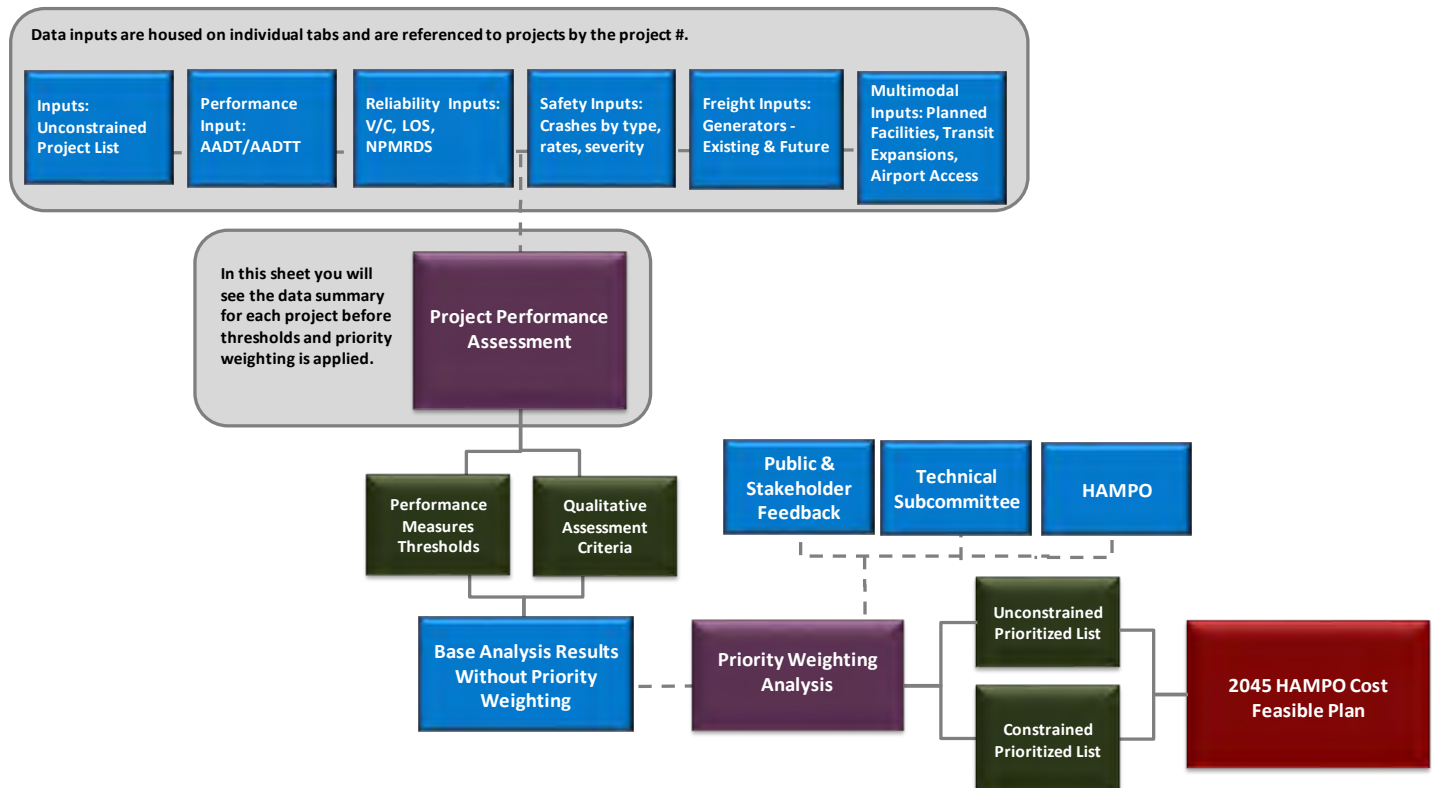 Data inputs are housed on individual tabs and are referenced to projects by the project #.
Inputs:
Unconstrained
Project List
Performance
Input:
AADT/AADTT
Reliability Inputs:
V/C, LOS,
NPMRDS
Safety Inputs:
Crashes by type,
rates, severity
Freight Inputs:
Generators -
Existing & Future
Multimodal
Inputs: Planned
Facilities, Transit
Expansions,
Airport Access
In this sheet you will
see the data summary
for each project before
thresholds and priority
weighting is applied.
Project Performance
Assessment
Performance
Measures
Thresholds
Qualitative
Assessment
Criteria
Public &
Stakeholder
Feedback
Technical
Subcommittee
HAMPO
Base Analysis Results
Without Priority
Weighting
Priority Weighting
Analysis
Unconstrained
Prioritized List
Constrained
Prioritized List
2045 HAMPO Cost
Feasible Plan